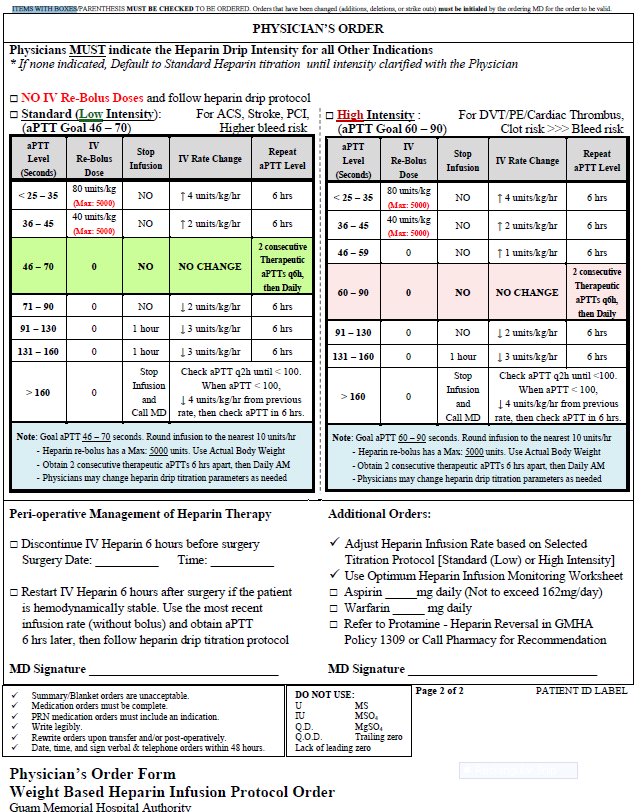 ITEMS WITH BOXES/PARENTHESIS MUST BE CHECKED TO BE ORDERED. Orders that have been changed (additions, deletions, or strike outs) must be initialed by the ordering MD for the order to be valid.
PHYSICIAN'S ORDER
Physicians MUST indicate the Heparin Drip Intensity for all Other Indications
* If none indicated, Default to Standard Heparin titration until intensity clarified with the Physician
□ NO IV Re-Bolus Doses and follow heparin drip protocol
□ Standard (Low Intensity): For ACS, Stroke, PCI,
(aPTT Goal 46 – 70) Higher bleed risk
aPTT Level (Seconds) IV Re-Bolus Dose Stop Infusion IV Rate Change Repeat aPTT Level
< 25 – 35 80 units/kg (Max: 5000) NO ↑ 4 units/kg/hr 6 hrs
36 – 45 40 units/kg (Max: 5000) NO ↑ 2 units/kg/hr 6 hrs
46 – 70 0 NO NO CHANGE 2 consecutive Therapeutic aPTTs q6h, then Daily
71 – 90 0 NO ↓ 2 units/kg/hr 6 hrs
91 – 130 0 1 hour ↓ 3 units/kg/hr 6 hrs
131 – 160 0 1 hour ↓ 3 units/kg/hr 6 hrs
> 160 0 Stop Infusion and Call MD Check aPTT q2h until < 100. When aPTT < 100, ↓ 4 units/kg/hr from previous rate, then check aPTT in 6 hrs.
Note: Goal aPTT 46 – 70 seconds. Round infusion to the nearest 10 units/hr
- Heparin re-bolus has a Max: 5000 units. Use Actual Body Weight
- Obtain 2 consecutive therapeutic aPTTs 6 hrs apart, then Daily AM
- Physicians may change heparin drip titration parameters as needed
□ High Intensity : For DVT/PE/Cardiac Thrombus,
(aPTT Goal 60 – 90) Clot risk >>> Bleed risk
aPTT Level (Seconds) IV Re-Bolus Dose Stop Infusion IV Rate Change Repeat aPTT Level
< 25 – 35 80 units/kg (Max: 5000) NO ↑ 4 units/kg/hr 6 hrs
36 – 45 40 units/kg (Max: 5000) NO ↑ 2 units/kg/hr 6 hrs
46 – 59 0 NO ↑ 1 units/kg/hr 6 hrs
60 – 90 0 NO NO CHANGE 2 consecutive Therapeutic aPTTs q6h, then Daily
91 – 130 0 NO ↓ 2 units/kg/hr 6 hrs
131 – 160 0 1 hour ↓ 3 units/kg/hr 6 hrs
> 160 0 Stop Infusion and Call MD Check aPTT q2h until < 100. When aPTT < 100, ↓ 4 units/kg/hr from previous rate, then check aPTT in 6 hrs.
Note: Goal aPTT 60 – 90 seconds. Round infusion to the nearest 10 units/hr
- Heparin re-bolus has a Max: 5000 units. Use Actual Body Weight
- Obtain 2 consecutive therapeutic aPTTs 6 hrs apart, then Daily AM
- Physicians may change heparin drip titration parameters as needed
Peri-operative Management of Heparin Therapy
□ Discontinue IV Heparin 6 hours before surgery
Surgery Date: ________ Time: ________
□ Restart IV Heparin 6 hours after surgery if the patient
is hemodynamically stable. Use the most recent
infusion rate (without bolus) and obtain aPTT
6 hrs later, then follow heparin drip titration protocol
MD Signature ________
Additional Orders:
✓ Adjust Heparin Infusion Rate based on Selected
Titration Protocol [Standard (Low) or High Intensity]
✓ Use Optimum Heparin Infusion Monitoring Worksheet
□ Aspirin _____mg daily (Not to exceed 162mg/day)
□ Warfarin _____ mg daily
□ Refer to Protamine - Heparin Reversal in GMHA
Policy 1309 or Call Pharmacy for Recommendation
MD Signature ________
✓ Summary/Blanket orders are unacceptable.
✓ Medication orders must be complete.
✓ PRN medication orders must include an indication.
✓ Write legibly.
✓ Rewrite orders upon transfer and/or post-operatively.
✓ Date, time, and sign verbal & telephone orders within 48 hours.
DO NOT USE:
U MS
IU MSO₄
Q.D. MgSO₄
Q.O.D. Trailing zero
Lack of leading zero
Page 2 of 2 PATIENT ID LABEL
Physician's Order Form
Weight Based Heparin Infusion Protocol Order
Guam Memorial Hospital Authority